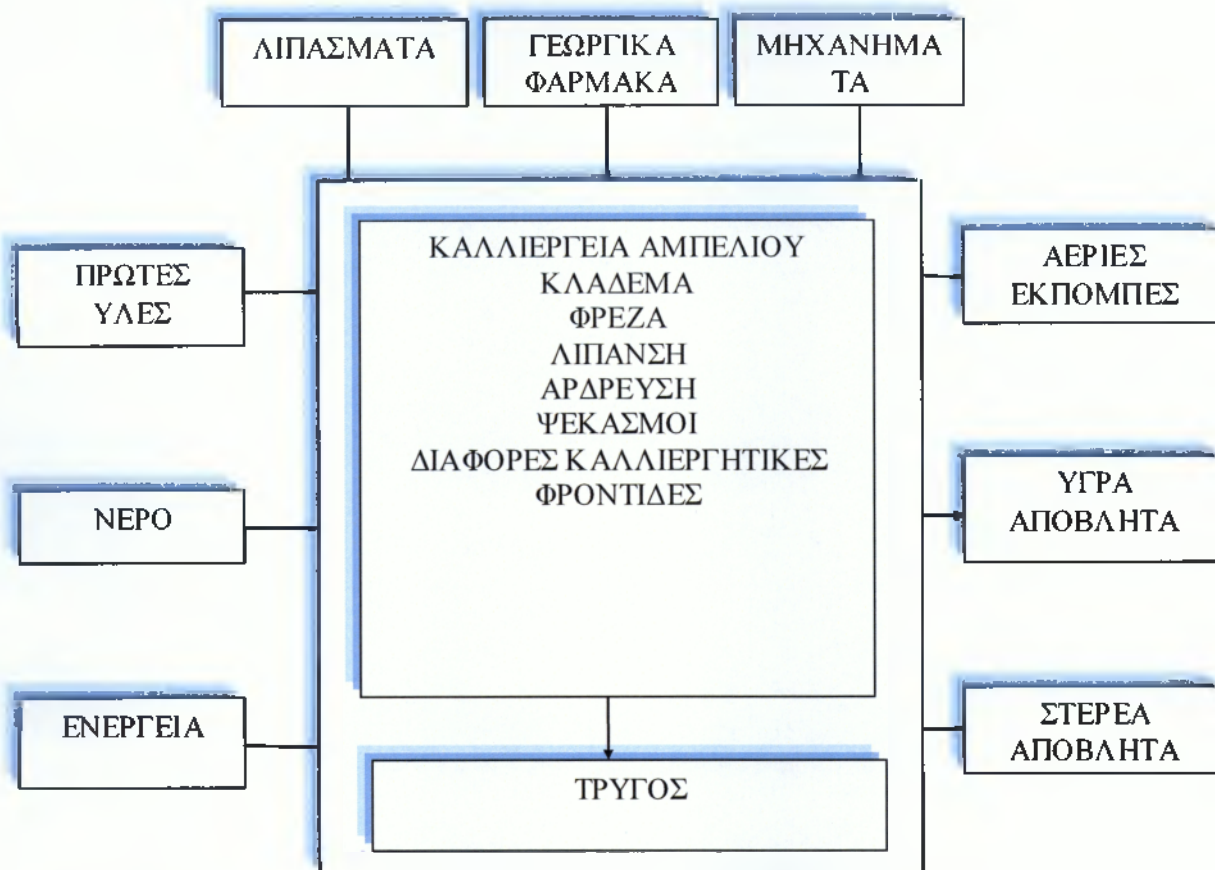 ΛΙΠΑΣΜΑΤΑ
ΓΕΩΡΓΙΚΑ
ΦΑΡΜΑΚΑ
ΜΗΧΑΝΗΜΑ
ΤΑ
ΠΡΩΤΕΣ
ΥΛΕΣ
ΝΕΡΟ
ΕΝΕΡΓΕΙΑ
ΚΑΛΛΙΕΡΓΕΙΑ ΑΜΠΕΛΙΟΥ
ΚΛΑΔΕΜΑ
ΦΡΕΖΑ
ΛΙΠΑΝΣΗ
ΑΡΔΡΕΥΣΗ
ΨΕΚΑΣΜΟΙ
ΔΙΑΦΟΡΕΣ ΚΑΛΛΙΕΡΓΗΤΙΚΕΣ
ΦΡΟΝΤΙΔΕΣ
ΤΡΥΓΟΣ
ΑΕΡΙΕΣ
ΕΚΠΟΜΠΕΣ
ΥΓΡΑ
ΑΠΟΒΛΗΤΑ
ΣΤΕΡΕΑ
ΑΠΟΒΛΗΤΑ